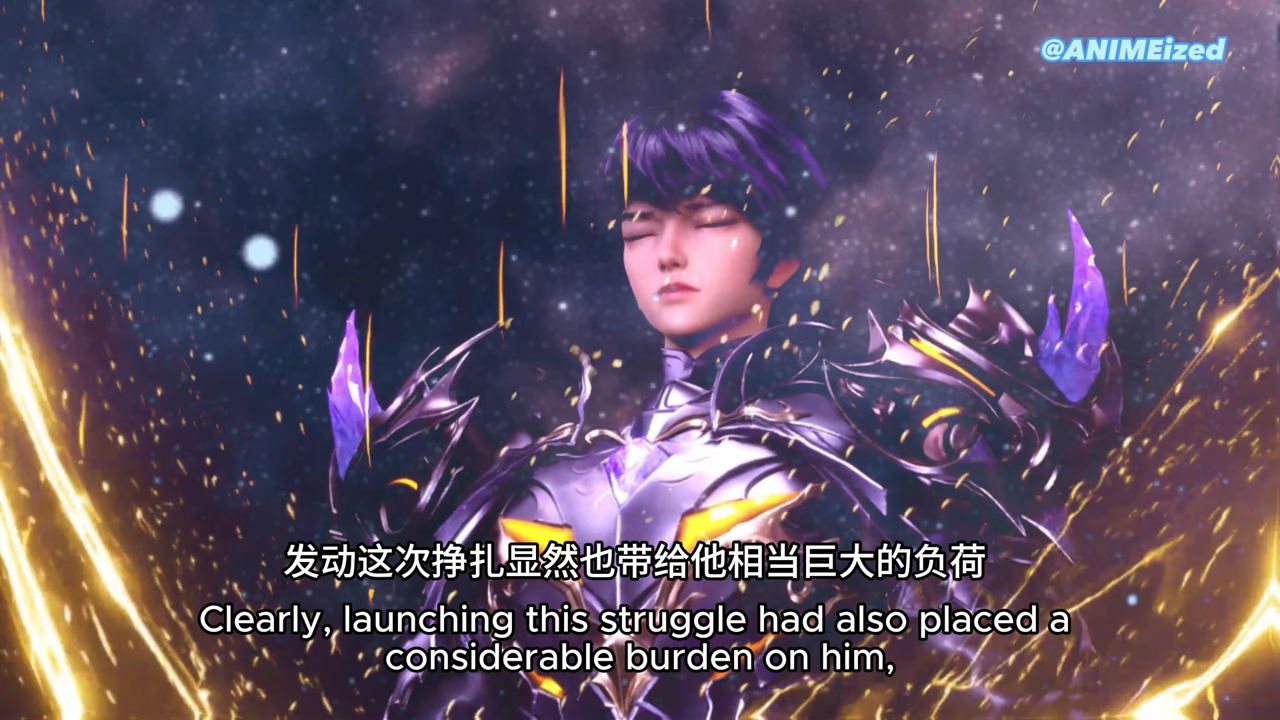 @ANIMEized
发动这次挣扎显然也带给他相当巨大的负荷
Clearly, launching this struggle had also placed a
considerable burden on him,